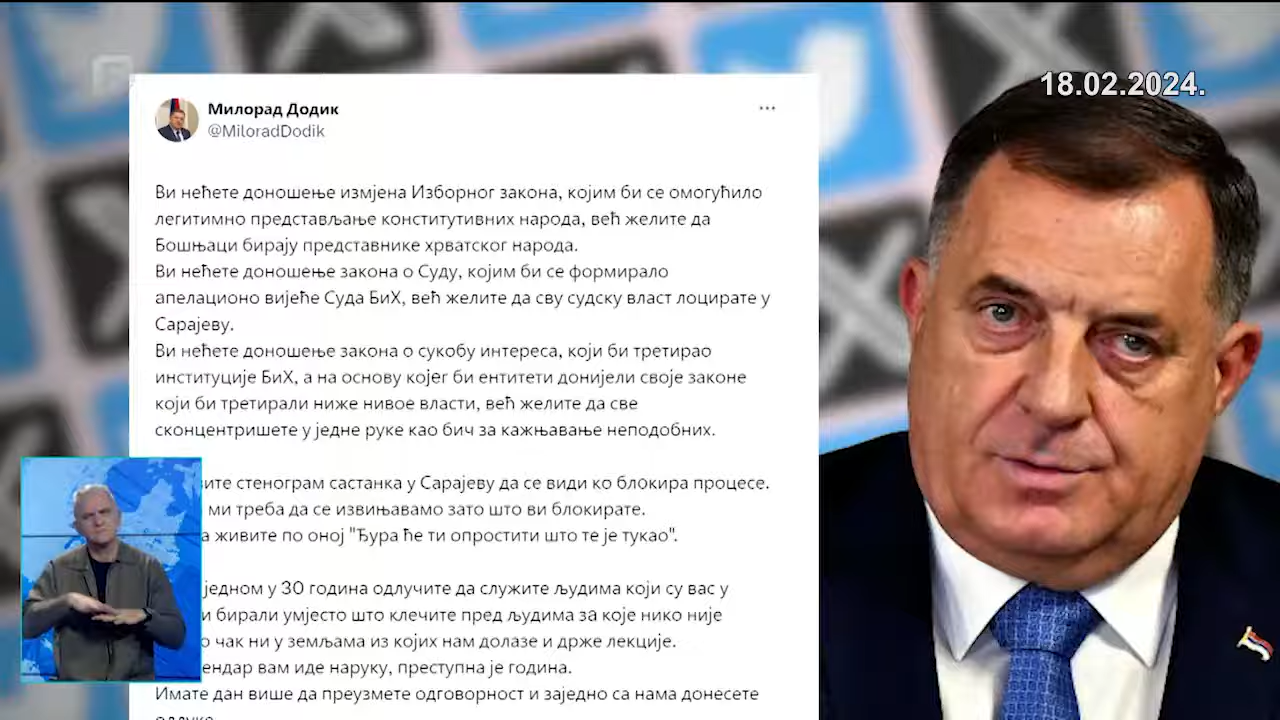 18.02.2024.
Милорад Додик
@MiloradDodik
Ви нећете доношење измјена Изборног закона, којим би се омогућило
легитимно представљање конститутивних народа, већ желите да
Бошњаци бирају представнике хрватског народа.
Ви нећете доношење закона о Суду, којим би се формирало
апелационо вијеће Суда БиХ, већ желите да сву судску власт лоцирате у
Сарајеву.
Ви нећете доношење закона о сукобу интереса, који би третирао
институције БиХ, а на основу којег би ентитети донијели своје законе
који би третирали ниже нивое власти, већ желите да све
сконцентришете у једне руке као бич за кажњавање неподобних.
стенограм састанка у Сарајеву да се види ко блокира процесе.
ми треба да се извињавамо зато што ви блокирате.
живите по оној "Ђура ће ти опростити што те је тукао".
једном у 30 година одлучите да служите људима који су вас у
бирали умјесто што клечите пред људима за које нико није
чак ни у земљама из којих нам долазе и држе лекције.
вам иде наруку, преступна је година.
Имате дан више да преузмете одговорност и заједно са нама донесете